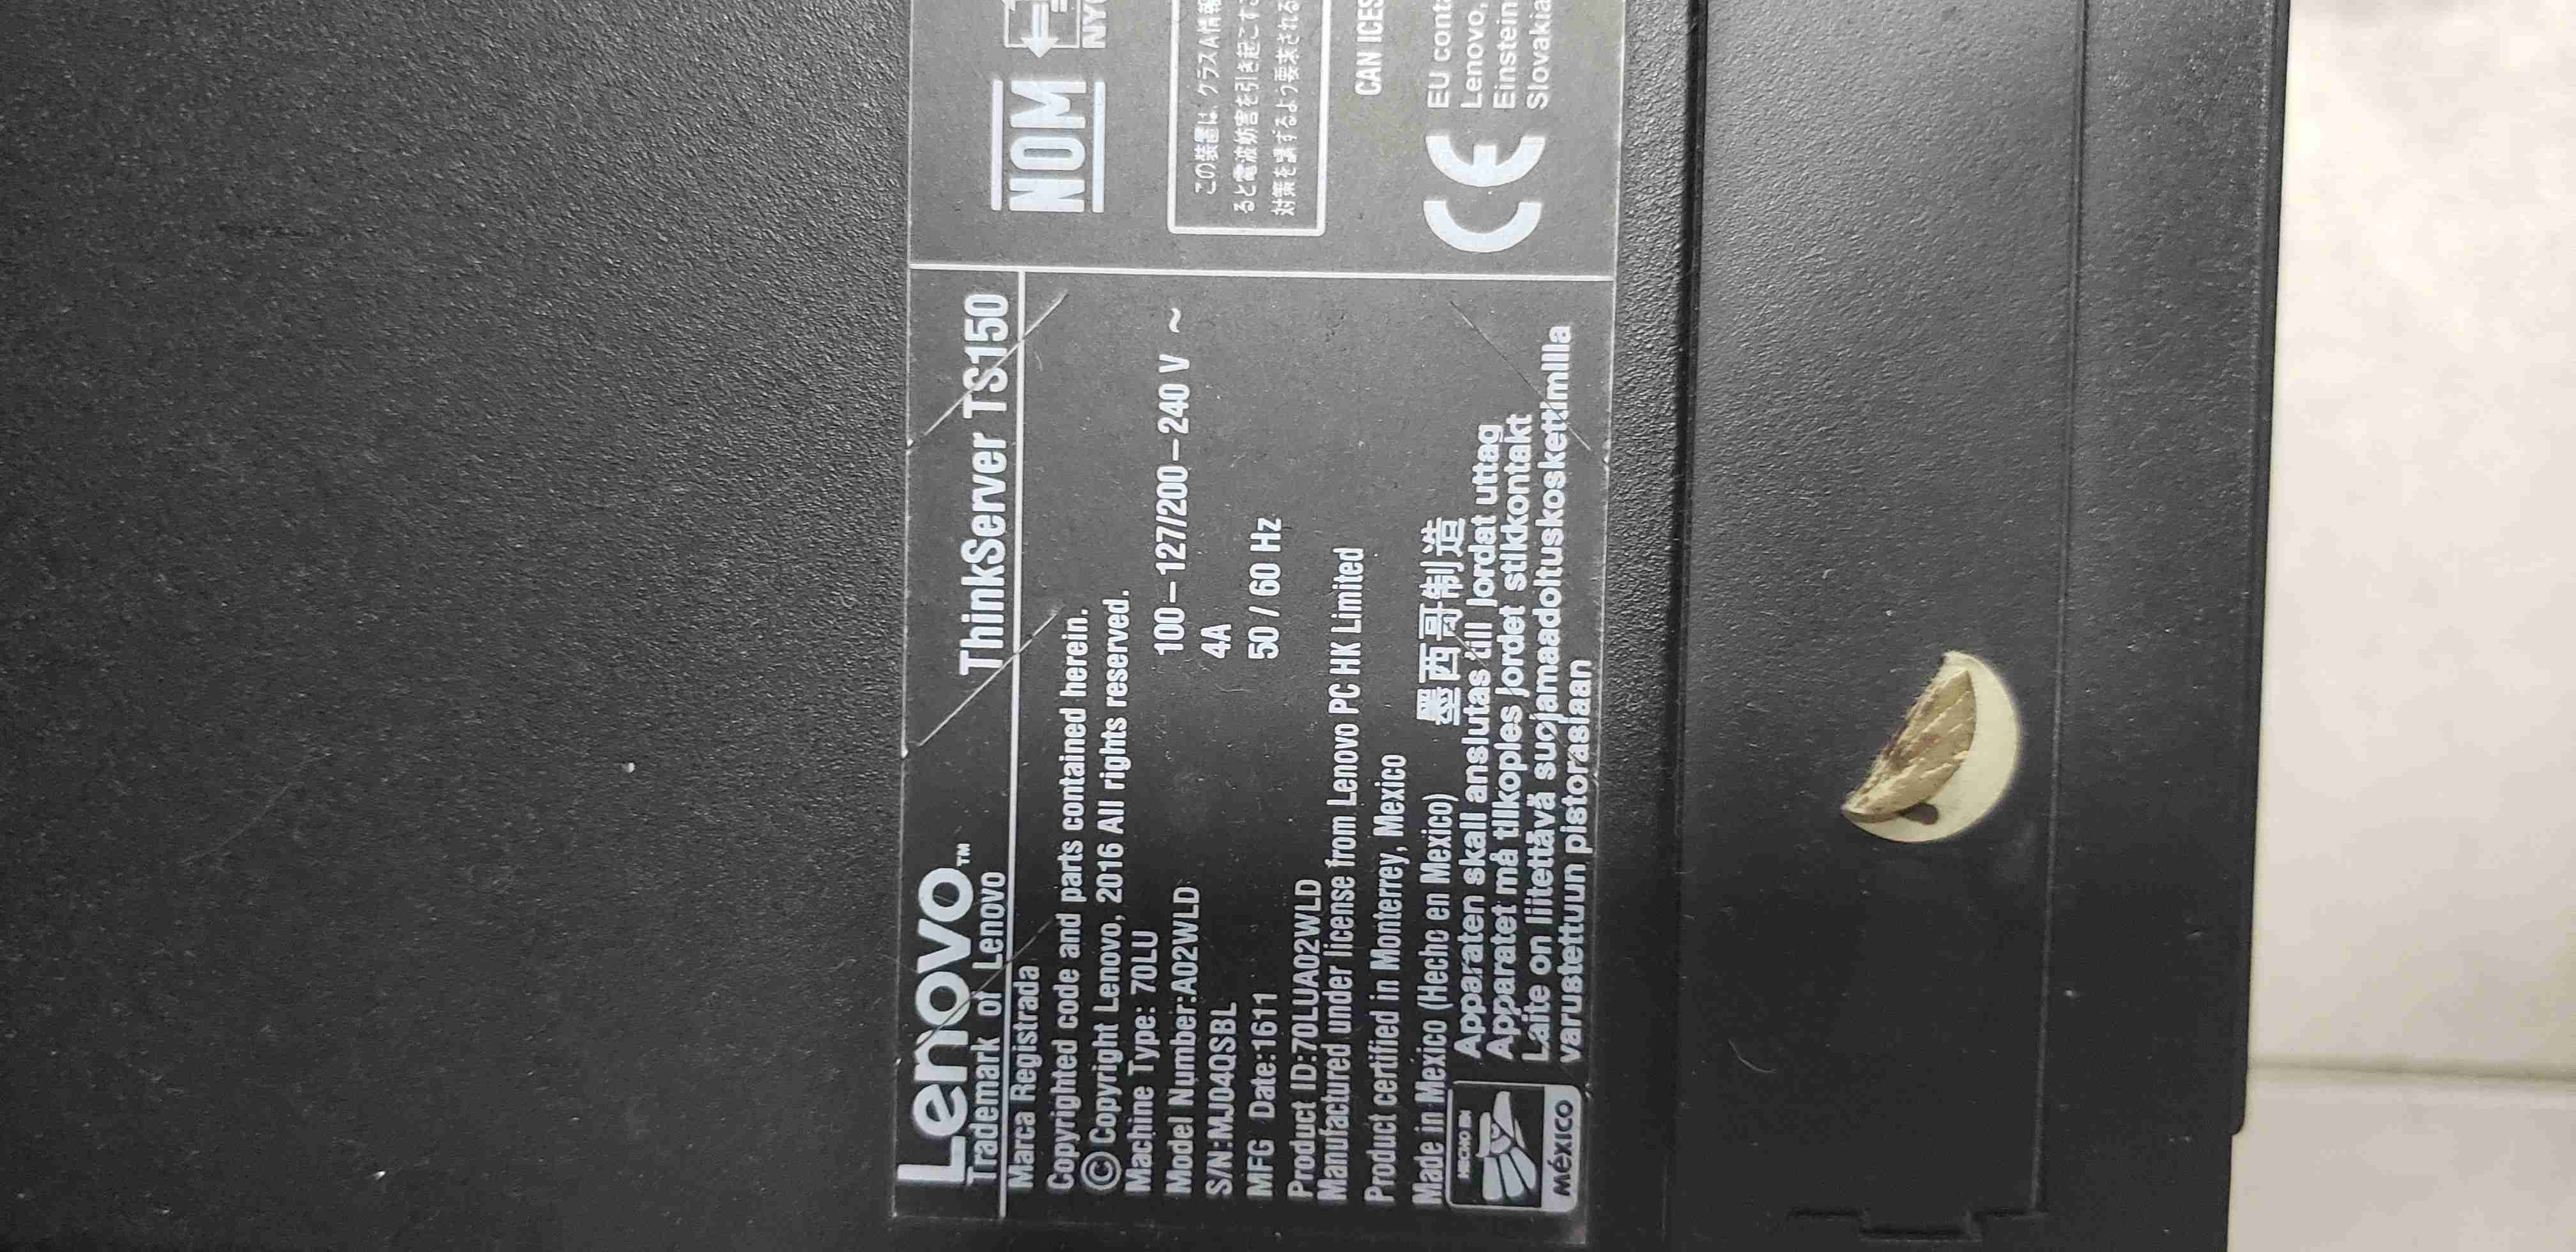 Lenovo™
ThinkServer TS150
Trademark of Lenovo
Marca Registrada
Copyrighted code and parts contained herein.
© Copyright Lenovo, 2016 All rights reserved.
Machine Type: 70LU
Model Number:A02WLD
100–127/200–240 V ~
S/N:MJ04QSBL
4A
MFG Date:1611
50 / 60 Hz
Product ID:70LUA02WLD
Manufactured under license from Lenovo PC HK Limited
Product certified in Monterrey, Mexico
Made in Mexico (Hecho en Mexico)
墨西哥制造
Apparaten skall anslutas till jordat uttag
Apparatet må tilkoples jordet stikkontakt
Laite on liitettävä suojamaadoituskoskettimilla
varustettuun pistorasiaan
HECHO EN
MÉXICO
NOM
NYC
この装置は、クラスA情報
ると電波妨害を引き起こす
対策を講ずるよう要求される
CAN ICES
CE
EU conta
Lenovo,
Einstein
Slovakia